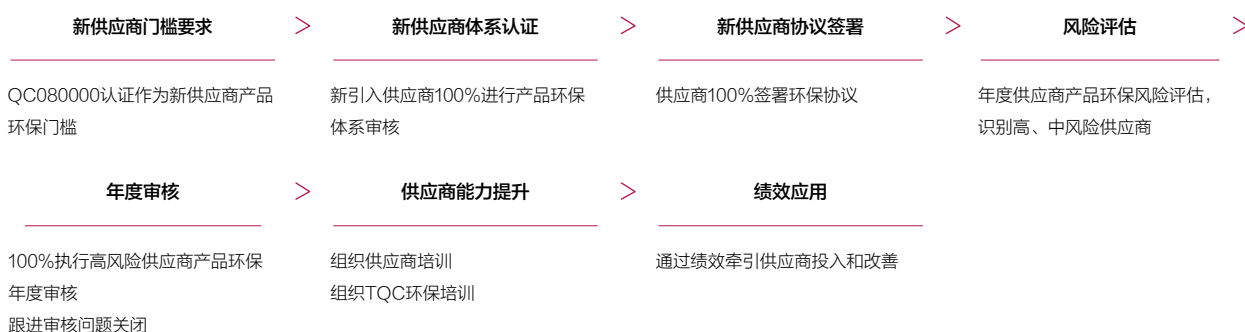 新供应商门槛要求
QC080000认证作为新供应商产品
环保门槛
新供应商体系认证
新引入供应商100%进行产品环保
体系审核
新供应商协议签署
供应商100%签署环保协议
风险评估
年度供应商产品环保风险评估，
识别高、中风险供应商
年度审核
100%执行高风险供应商产品环保
年度审核
跟进审核问题关闭
供应商能力提升
组织供应商培训
组织TQC环保培训
绩效应用
通过绩效牵引供应商投入和改善